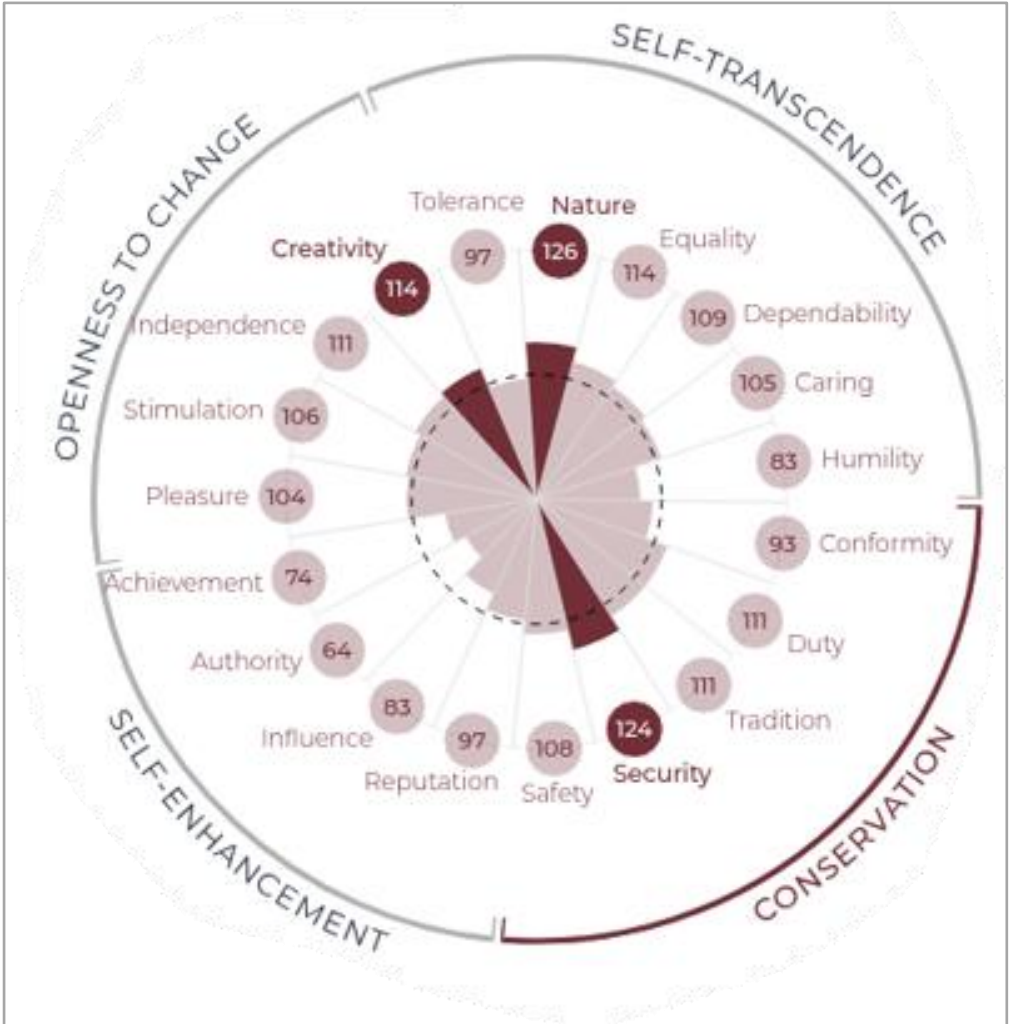 SELF-TRANSCENDENCE
OPENNESS TO CHANGE
SELF-ENHANCEMENT
CONSERVATION
Tolerance
97
Nature
126
Equality
114
Dependability
109
Caring
105
Humility
83
Conformity
93
Duty
111
Tradition
111
Security
124
Safety
108
Reputation
97
Influence
83
Authority
64
Achievement
74
Pleasure
104
Stimulation
106
Independence
111
Creativity
114